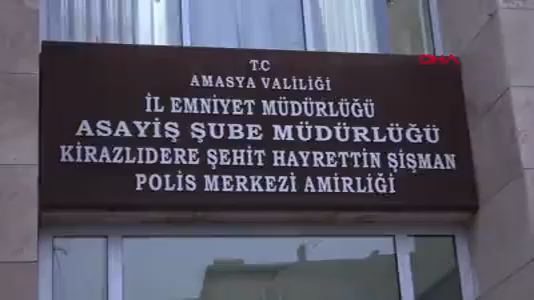 DHA
T.C
AMASYA VALİLİĞİ
İL EMNİYET MÜDÜRLÜĞÜ
ASAYİŞ ŞUBE MÜDÜRLÜĞÜ
KİRAZLIDERE ŞEHİT HAYRETTİN ŞİŞMAN
POLİS MERKEZİ AMİRLİĞİ